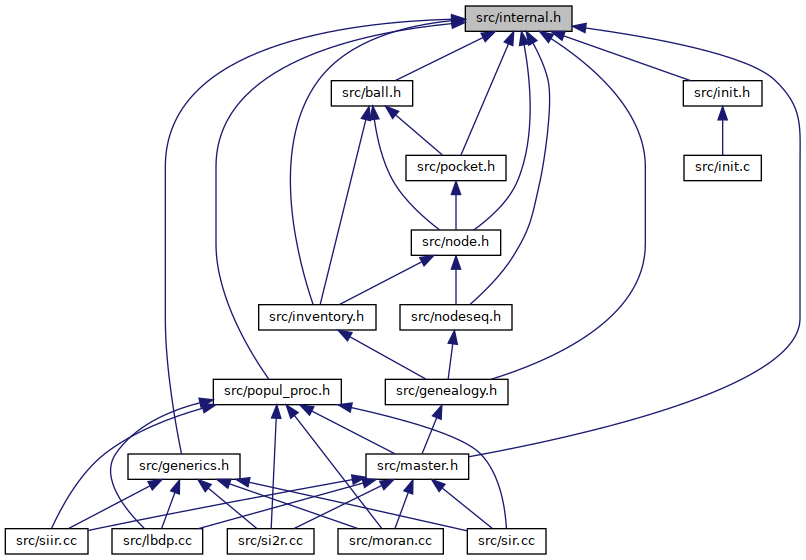 src/internal.h
src/ball.h
src/init.h
src/pocket.h
src/init.c
src/node.h
src/inventory.h
src/nodeseq.h
src/popul_proc.h
src/genealogy.h
src/generics.h
src/master.h
src/siir.cc
src/lbdp.cc
src/si2r.cc
src/moran.cc
src/sir.cc